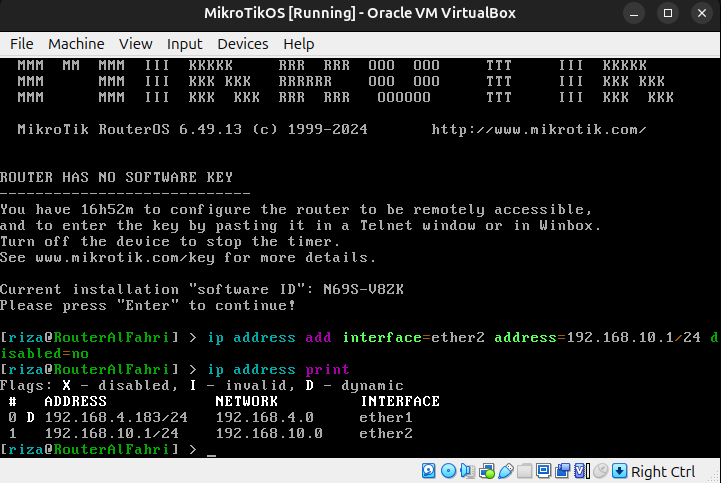 MikroTikOS [Running] - Oracle VM VirtualBox
File Machine View Input Devices Help
MMM MM MMM III KKKKK RRR RRR OOO OOO TTT III KKKKK
MMM MMM III KKK KKK RRRRRR OOO OOO TTT III KKK KKK
MMM MMM III KKK KKK RRR RRR OOOOOO TTT III KKK KKK
MikroTik RouterOS 6.49.13 (c) 1999-2024 http://www.mikrotik.com/
ROUTER HAS NO SOFTWARE KEY
----------------------------
You have 16h52m to configure the router to be remotely accessible,
and to enter the key by pasting it in a Telnet window or in Winbox.
Turn off the device to stop the timer.
See www.mikrotik.com/key for more details.
Current installation "software ID": N69S-V8ZK
Please press "Enter" to continue!
[riza@RouterAlFahri] > ip address add interface=ether2 address=192.168.10.1/24 d
isabled=no
[riza@RouterAlFahri] > ip address print
Flags: X - disabled, I - invalid, D - dynamic
# ADDRESS NETWORK INTERFACE
0 D 192.168.4.183/24 192.168.4.0 ether1
1 192.168.10.1/24 192.168.10.0 ether2
[riza@RouterAlFahri] > _
Right Ctrl